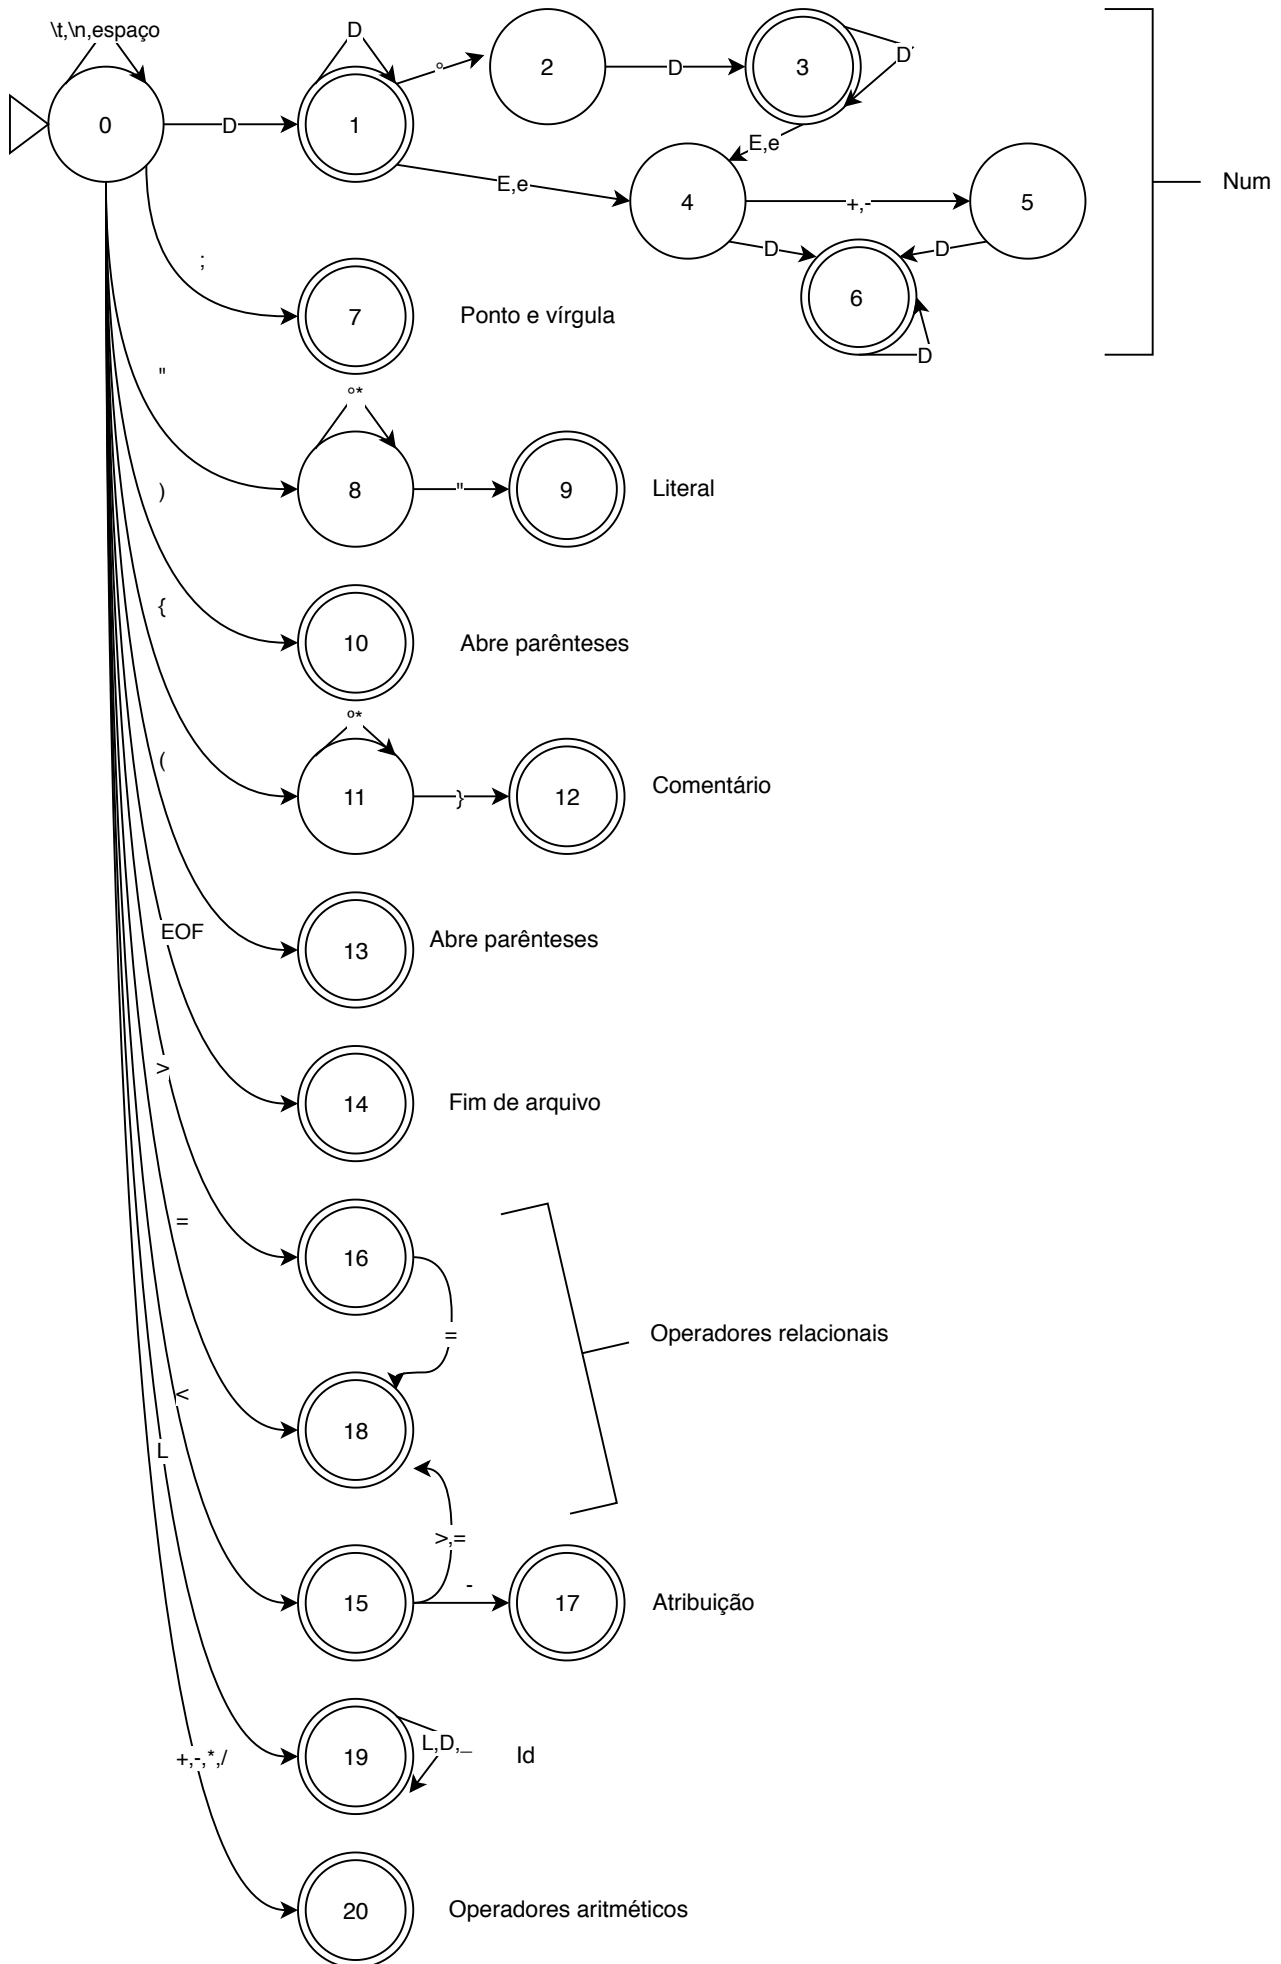 \t,\n,espaço
0
D
D
1
°
2
D
3
D
E,e
E,e
4
+,-
5
D
D
6
D
Num
;
7
Ponto e vírgula
"
°*
8
"
9
Literal
)
10
Abre parênteses
{
°*
11
}
12
Comentário
(
13
Abre parênteses
EOF
14
Fim de arquivo
>
16
=
=
18
Operadores relacionais
<
>,=
15
-
17
Atribuição
L
19
L,D,_
Id
+,-,*,/
20
Operadores aritméticos